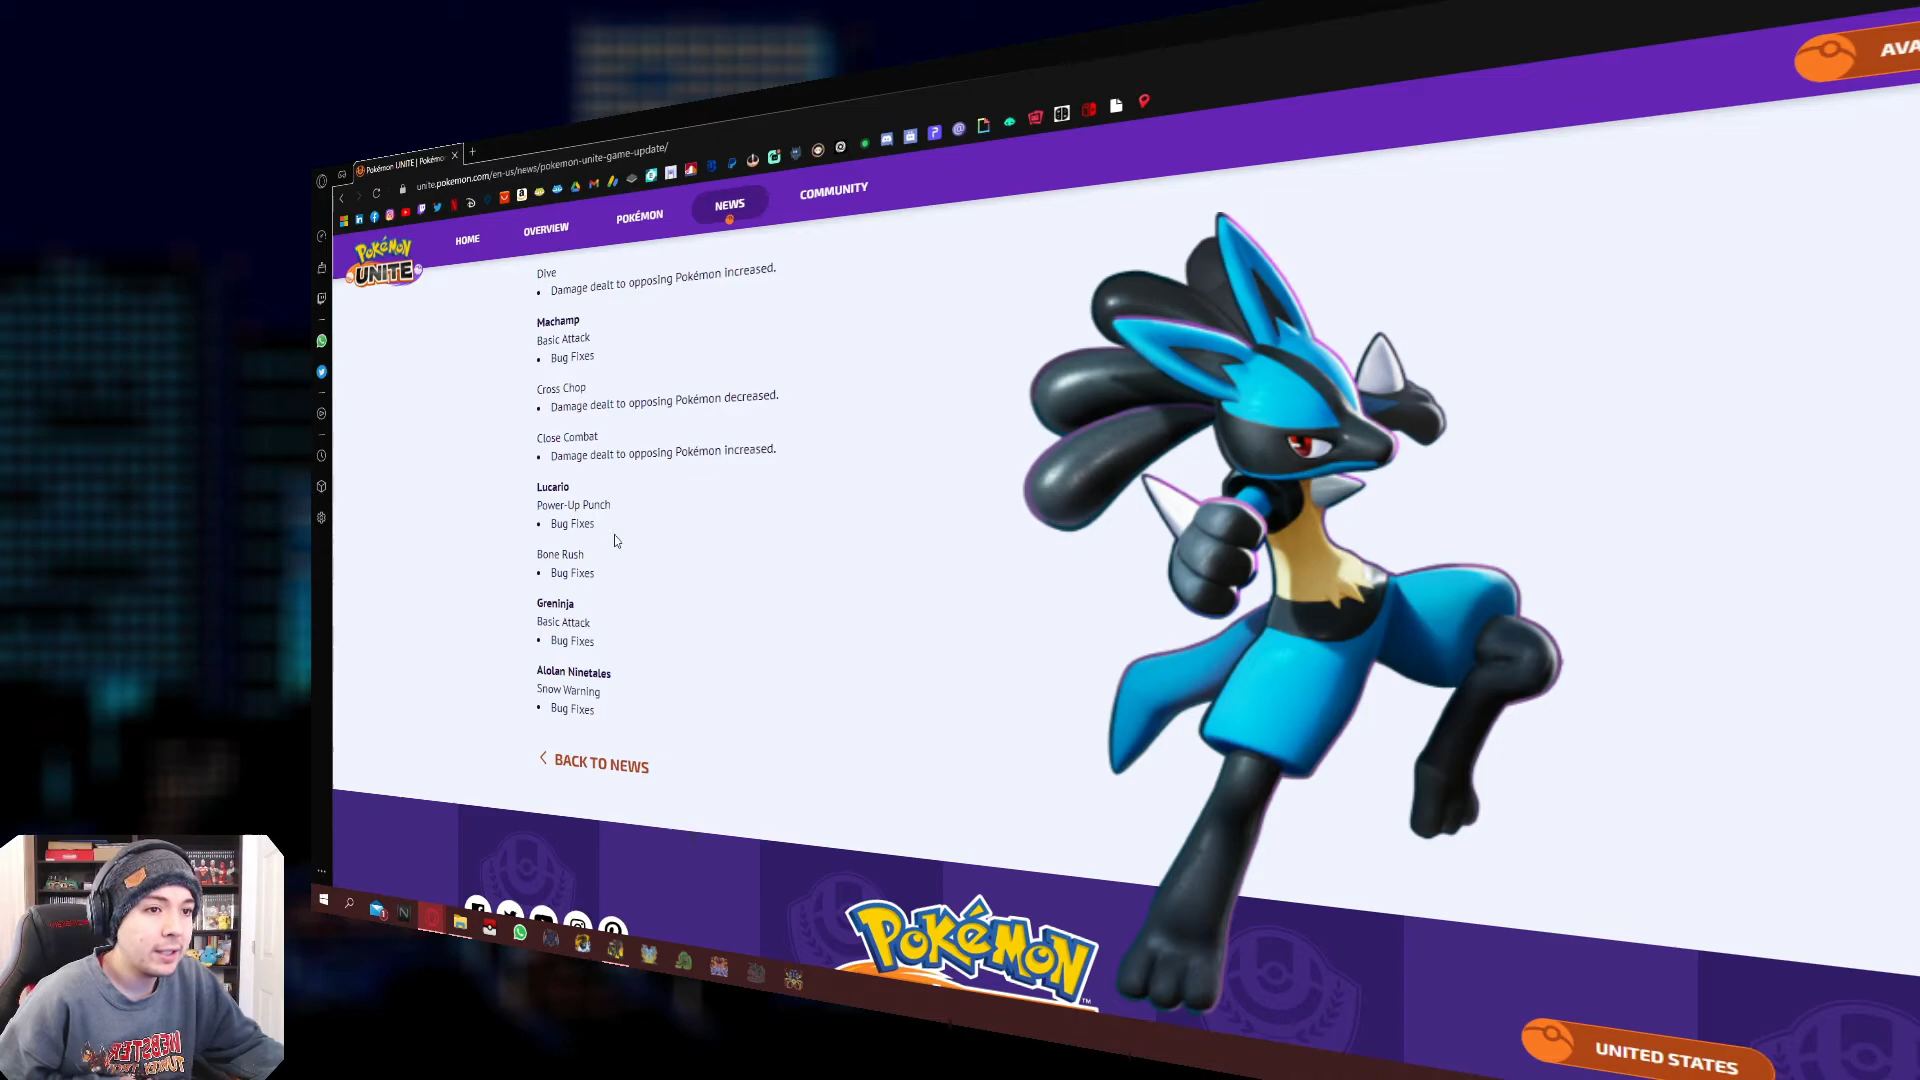 Pokémon UNITE | Pokémo
unite.pokemon.com/en-us/news/pokemon-unite-game-update/
AVA
POKÉMON
UNITE
HOME
OVERVIEW
POKÉMON
NEWS
COMMUNITY
Dive
• Damage dealt to opposing Pokémon increased.
Machamp
Basic Attack
• Bug Fixes
Cross Chop
• Damage dealt to opposing Pokémon decreased.
Close Combat
• Damage dealt to opposing Pokémon increased.
Lucario
Power-Up Punch
• Bug Fixes
Bone Rush
• Bug Fixes
Greninja
Basic Attack
• Bug Fixes
Alolan Ninetales
Snow Warning
• Bug Fixes
BACK TO NEWS
POKÉMON
UNITED STATES